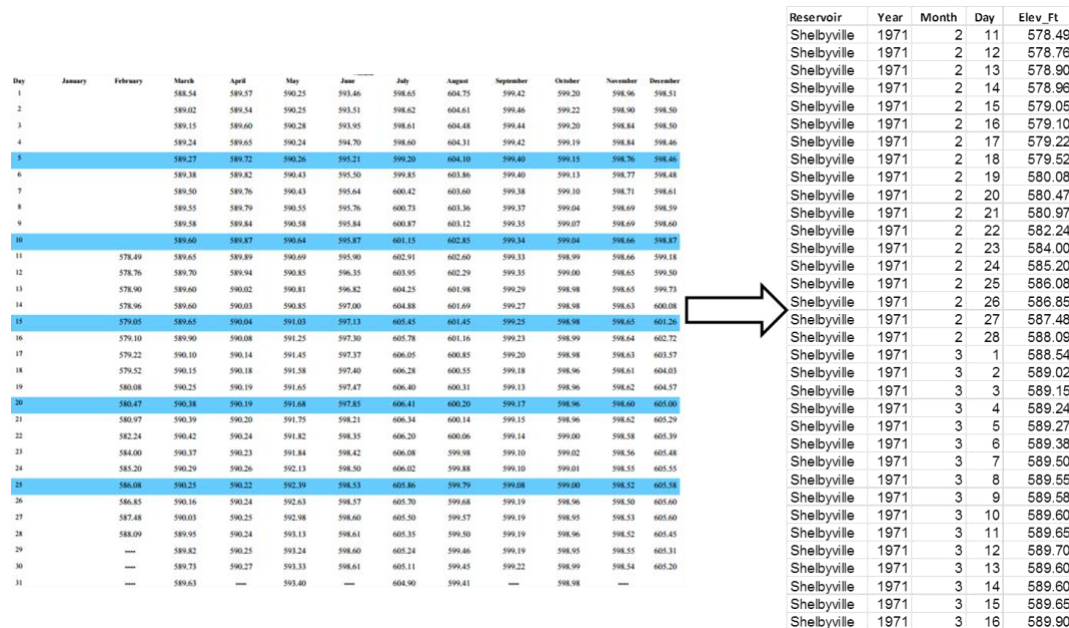 Day January February March April May June July August September October November December
1 588.54 589.57 590.25 593.46 598.65 604.75 599.42 599.20 598.96 598.51
2 589.02 589.54 590.25 593.51 598.62 604.61 599.46 599.22 598.90 598.50
3 589.15 589.60 590.28 593.95 598.61 604.48 599.44 599.20 598.84 598.50
4 589.24 589.65 590.24 594.70 598.60 604.31 599.42 599.19 598.84 598.46
5 589.27 589.72 590.26 595.21 599.20 604.10 599.40 599.15 598.76 598.46
6 589.38 589.82 590.43 595.50 599.85 603.86 599.40 599.13 598.77 598.48
7 589.50 589.76 590.43 595.64 600.42 603.60 599.38 599.10 598.71 598.61
8 589.55 589.79 590.55 595.76 600.73 603.36 599.37 599.04 598.69 598.59
9 589.58 589.84 590.58 595.84 600.87 603.12 599.35 599.07 598.69 598.60
10 589.60 589.87 590.64 595.87 601.15 602.85 599.34 599.04 598.66 598.87
11 578.49 589.65 589.89 590.69 595.90 602.91 602.60 599.33 598.99 598.66 599.18
12 578.76 589.70 589.94 590.85 596.35 603.95 602.29 599.35 599.00 598.65 599.50
13 578.90 589.60 590.02 590.81 596.82 604.25 601.98 599.29 598.98 598.65 599.73
14 578.96 589.60 590.03 590.85 597.00 604.88 601.69 599.27 598.98 598.63 600.08
15 579.05 589.65 590.04 591.03 597.13 605.45 601.45 599.25 598.98 598.65 601.26
16 579.10 589.90 590.08 591.25 597.30 605.78 601.16 599.23 598.99 598.64 602.72
17 579.22 590.10 590.14 591.45 597.37 606.05 600.85 599.20 598.98 598.63 603.57
18 579.52 590.15 590.18 591.58 597.40 606.28 600.55 599.18 598.96 598.61 604.03
19 580.08 590.25 590.19 591.65 597.47 606.40 600.31 599.13 598.96 598.62 604.57
20 580.47 590.38 590.19 591.68 597.85 606.41 600.20 599.17 598.96 598.60 605.00
21 580.97 590.39 590.20 591.75 598.21 606.34 600.14 599.15 598.96 598.62 605.29
22 582.24 590.42 590.24 591.82 598.35 606.20 600.06 599.14 599.00 598.58 605.39
23 584.00 590.37 590.23 591.84 598.42 606.08 599.98 599.10 599.02 598.56 605.48
24 585.20 590.29 590.26 592.13 598.50 606.02 599.88 599.10 599.01 598.55 605.55
25 586.08 590.25 590.22 592.39 598.53 605.86 599.79 599.08 599.00 598.52 605.58
26 586.85 590.16 590.24 592.63 598.57 605.70 599.68 599.19 598.96 598.50 605.60
27 587.48 590.03 590.25 592.98 598.60 605.50 599.57 599.19 598.95 598.53 605.60
28 588.09 589.95 590.24 593.13 598.61 605.35 599.50 599.19 598.96 598.52 605.45
29 ---- 589.82 590.25 593.24 598.60 605.24 599.46 599.19 598.95 598.55 605.31
30 ---- 589.73 590.27 593.33 598.61 605.11 599.45 599.22 598.99 598.54 605.20
31 ---- 589.63 ---- 593.40 ---- 604.90 599.41 ---- 598.98 ----
Reservoir Year Month Day Elev_Ft
Shelbyville 1971 2 11 578.49
Shelbyville 1971 2 12 578.76
Shelbyville 1971 2 13 578.90
Shelbyville 1971 2 14 578.96
Shelbyville 1971 2 15 579.05
Shelbyville 1971 2 16 579.10
Shelbyville 1971 2 17 579.22
Shelbyville 1971 2 18 579.52
Shelbyville 1971 2 19 580.08
Shelbyville 1971 2 20 580.47
Shelbyville 1971 2 21 580.97
Shelbyville 1971 2 22 582.24
Shelbyville 1971 2 23 584.00
Shelbyville 1971 2 24 585.20
Shelbyville 1971 2 25 586.08
Shelbyville 1971 2 26 586.85
Shelbyville 1971 2 27 587.48
Shelbyville 1971 2 28 588.09
Shelbyville 1971 3 1 588.54
Shelbyville 1971 3 2 589.02
Shelbyville 1971 3 3 589.15
Shelbyville 1971 3 4 589.24
Shelbyville 1971 3 5 589.27
Shelbyville 1971 3 6 589.38
Shelbyville 1971 3 7 589.50
Shelbyville 1971 3 8 589.55
Shelbyville 1971 3 9 589.58
Shelbyville 1971 3 10 589.60
Shelbyville 1971 3 11 589.65
Shelbyville 1971 3 12 589.70
Shelbyville 1971 3 13 589.60
Shelbyville 1971 3 14 589.60
Shelbyville 1971 3 15 589.65
Shelbyville 1971 3 16 589.90